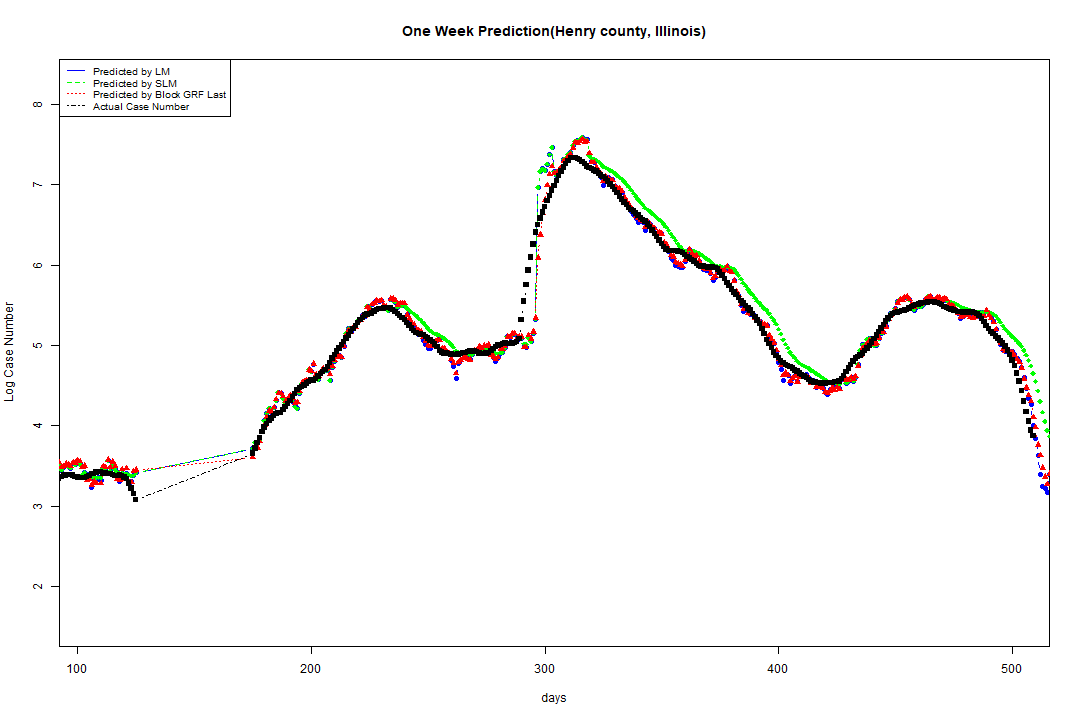 One Week Prediction(Henry county, Illinois)
Predicted by LM
Predicted by SLM
Predicted by Block GRF Last
Actual Case Number
8
7
6
5
4
3
2
Log Case Number
100 200 300 400 500
days